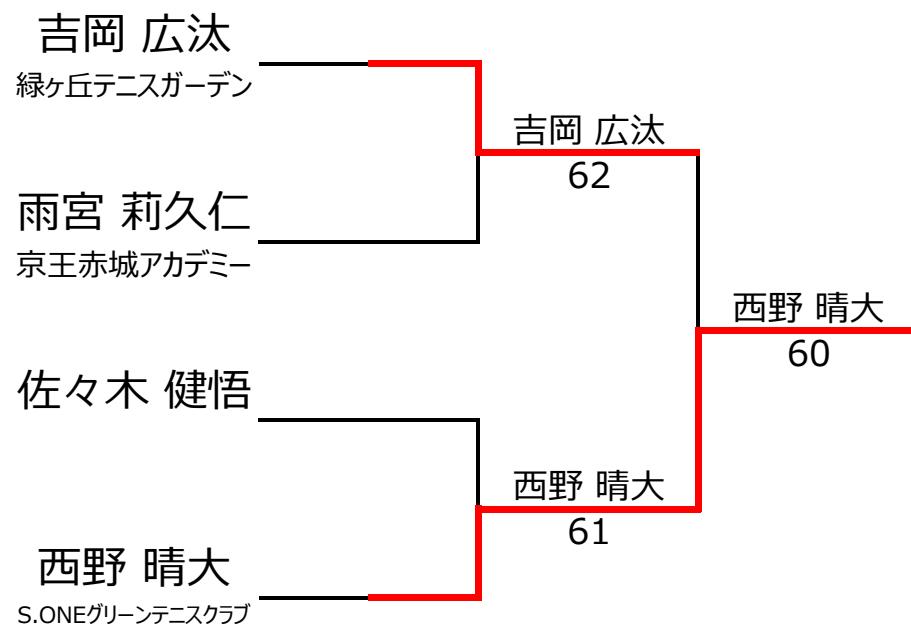 吉岡 広汰
緑ヶ丘テニスガーデン
吉岡 広汰
62
雨宮 莉久仁
京王赤城アカデミー
西野 晴大
60
佐々木 健悟
西野 晴大
61
西野 晴大
S.ONEグリーンテニスクラブ